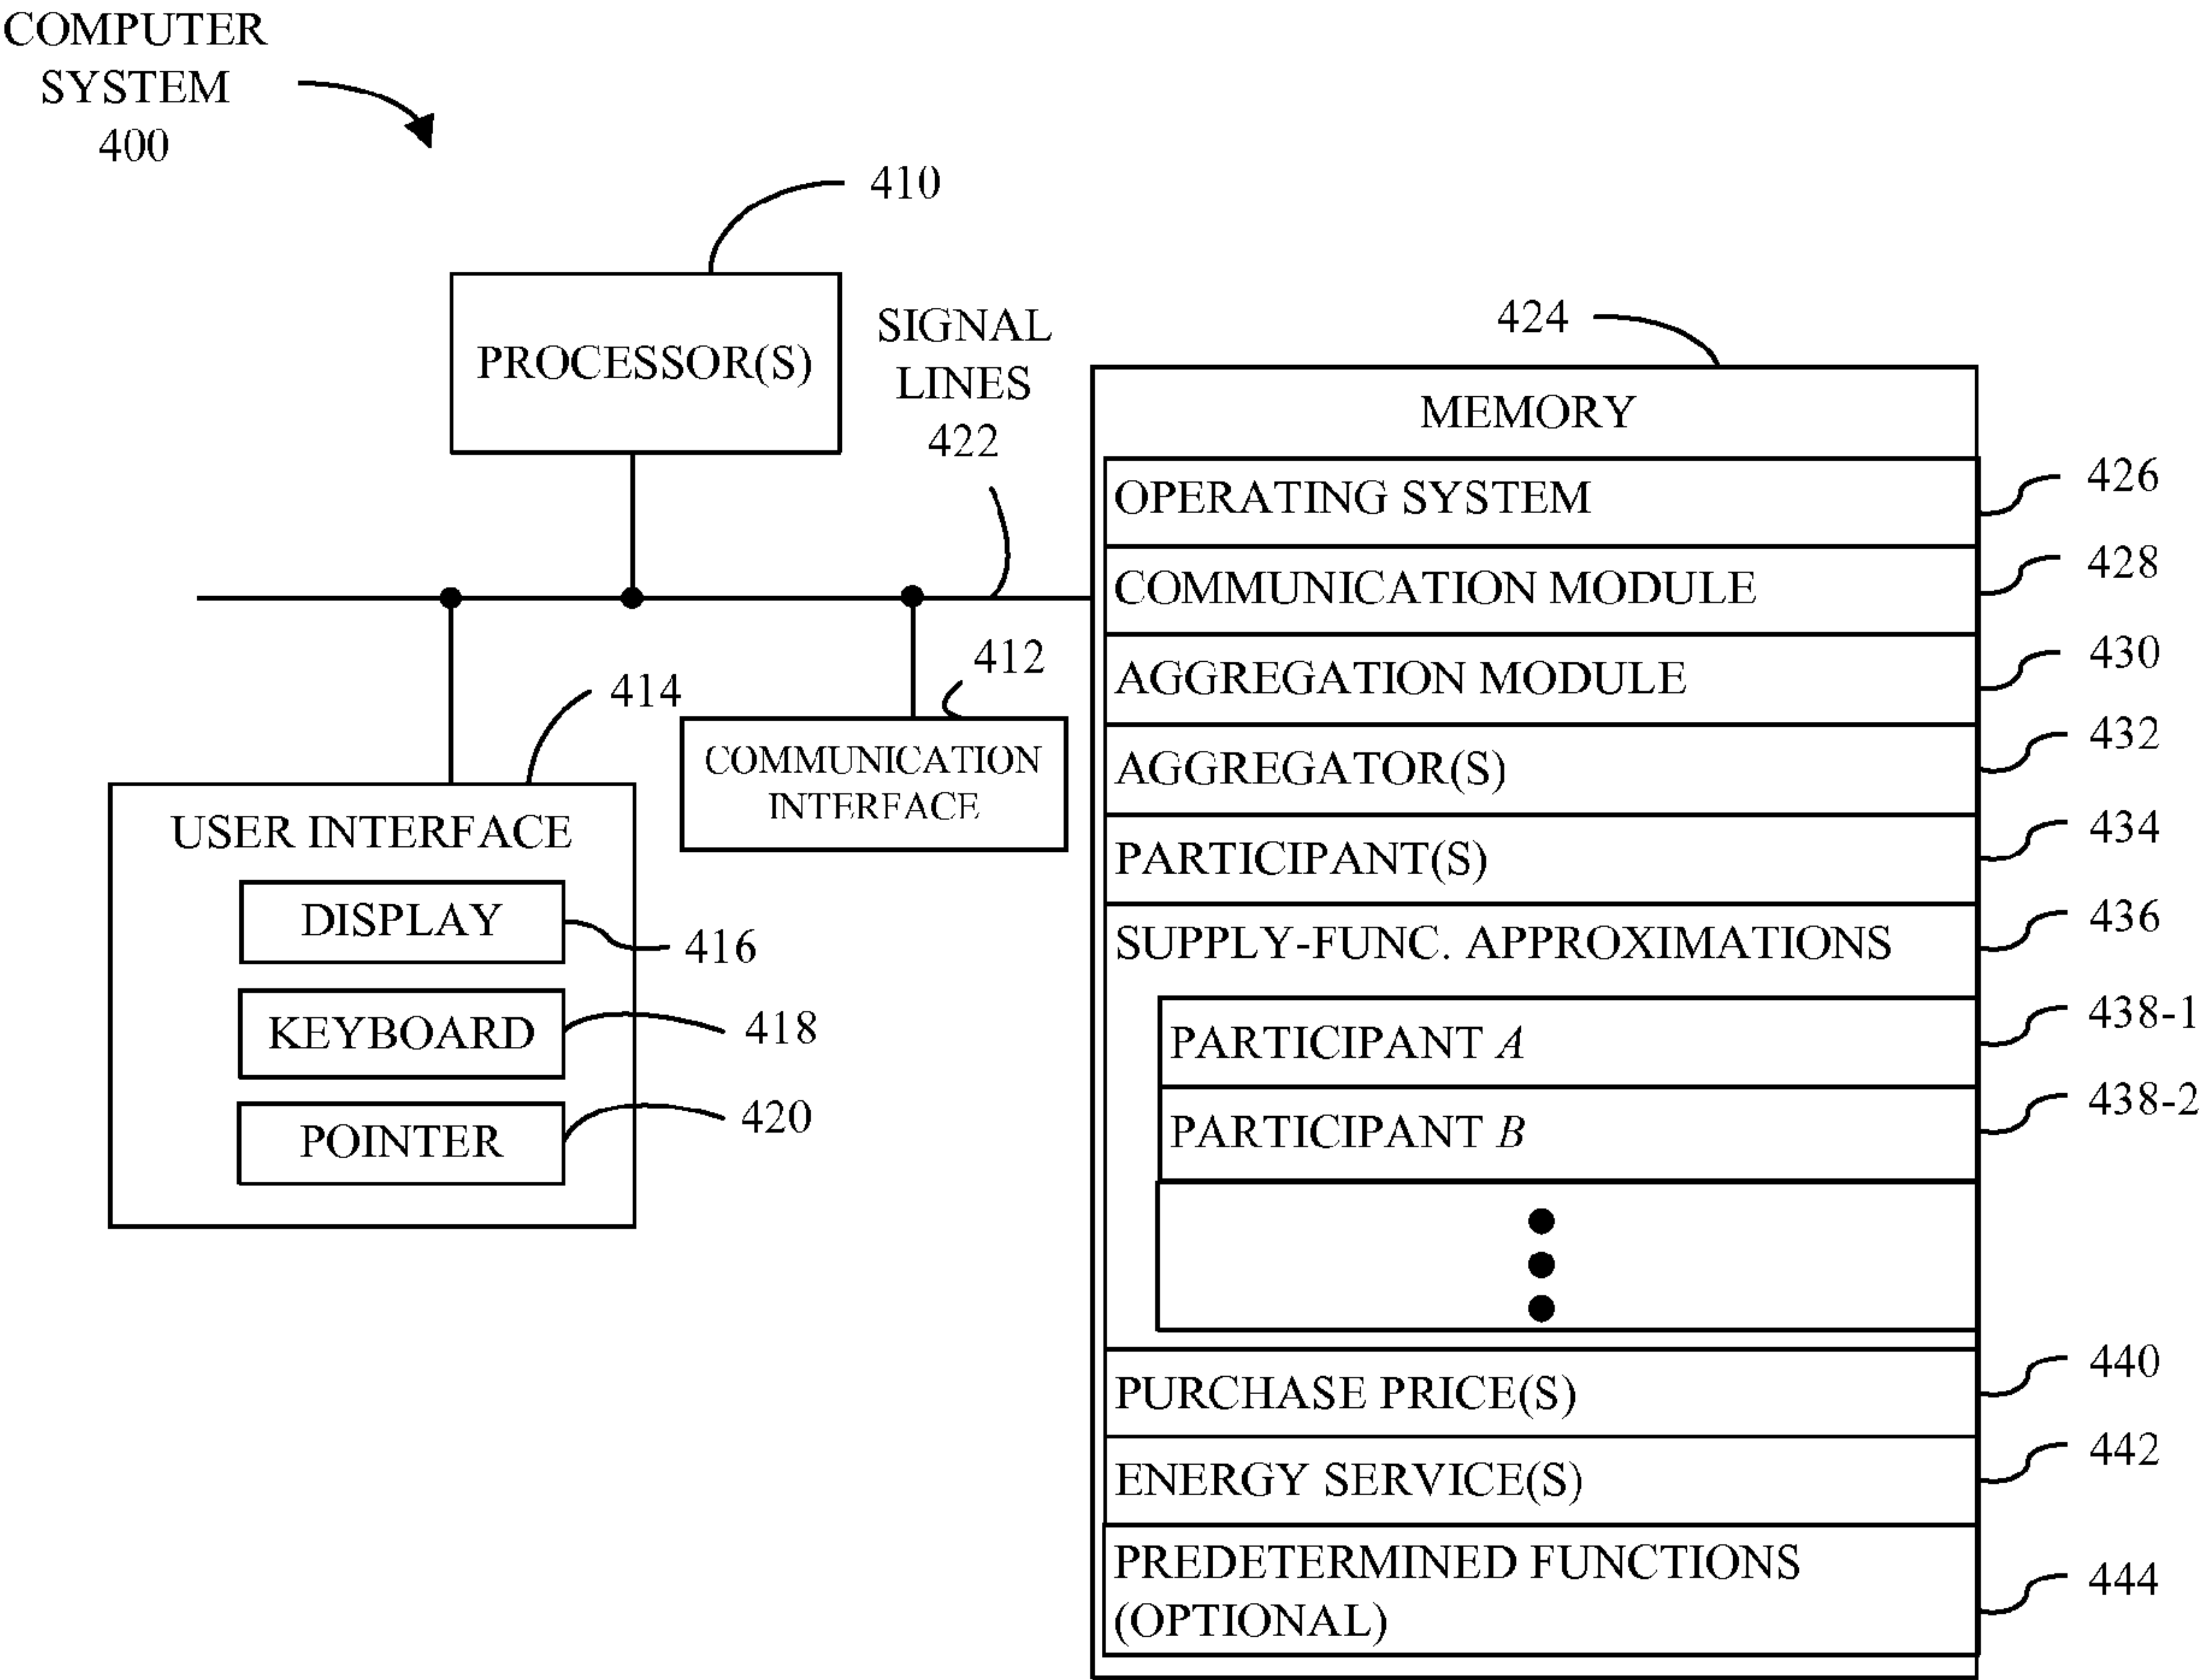 COMPUTER
SYSTEM
400
410
PROCESSOR(S)
SIGNAL
LINES
422
412
COMMUNICATION
INTERFACE
414
USER INTERFACE
DISPLAY
416
KEYBOARD
418
POINTER
420
424
MEMORY
OPERATING SYSTEM
426
COMMUNICATION MODULE
428
AGGREGATION MODULE
430
AGGREGATOR(S)
432
PARTICIPANT(S)
434
SUPPLY-FUNC. APPROXIMATIONS
436
PARTICIPANT A
438-1
PARTICIPANT B
438-2
PURCHASE PRICE(S)
440
ENERGY SERVICE(S)
442
PREDETERMINED FUNCTIONS
(OPTIONAL)
444